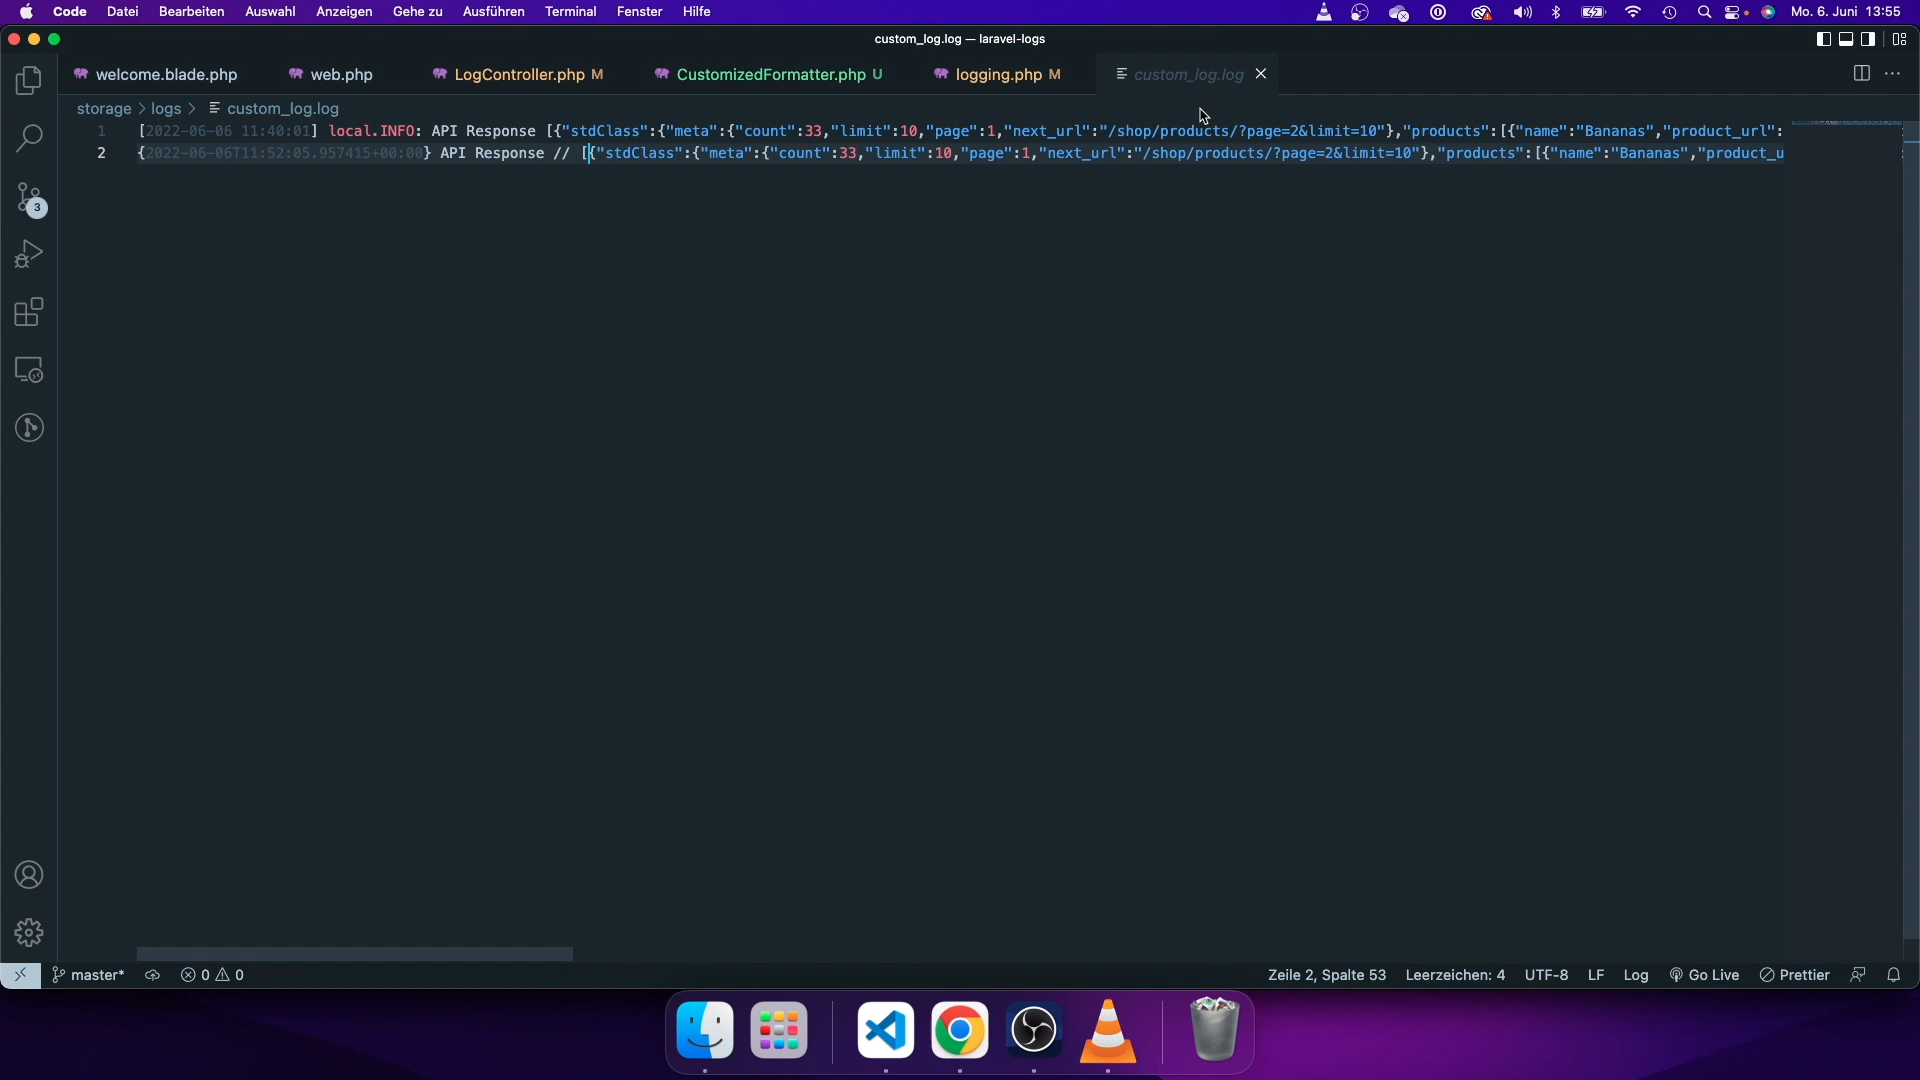 Code Datei Bearbeiten Auswahl Anzeigen Gehe zu Ausführen Terminal Fenster Hilfe Mo. 6. Juni 13:55
custom_log.log — laravel-logs
welcome.blade.php web.php LogController.php M CustomizedFormatter.php U logging.php M custom_log.log
storage > logs > custom_log.log
1 [2022-06-06 11:40:01] local.INFO: API Response [{"stdClass":{"meta":{"count":33,"limit":10,"page":1,"next_url":"/shop/products/?page=2&limit=10"},"products":[{"name":"Bananas","product_url":
2 {2022-06-06T11:52:05.957415+00:00} API Response // [{"stdClass":{"meta":{"count":33,"limit":10,"page":1,"next_url":"/shop/products/?page=2&limit=10"},"products":[{"name":"Bananas","product_u
3
master* 0 0 Zeile 2, Spalte 53 Leerzeichen: 4 UTF-8 LF Log Go Live Prettier